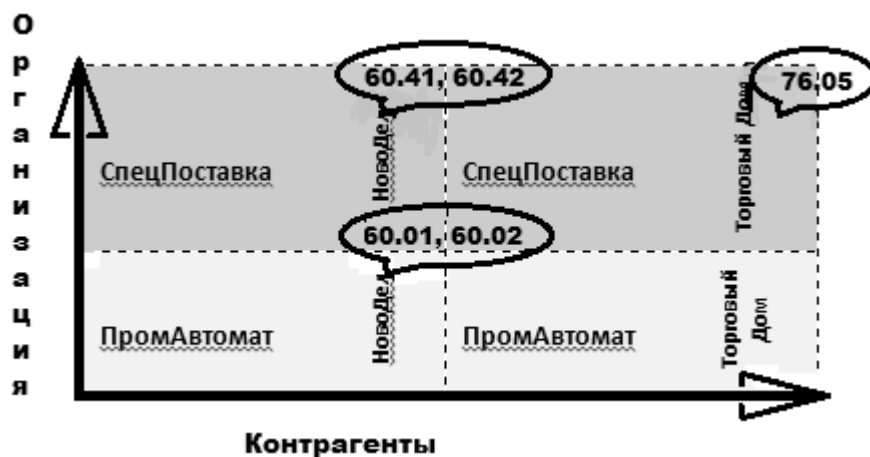 Организация
60.41, 60.42
76.05
СпецПоставка
НовоДел
СпецПоставка
Торговый Дом
60.01, 60.02
ПромАвтомат
НовоДел
ПромАвтомат
Торговый
Дом
Контрагенты